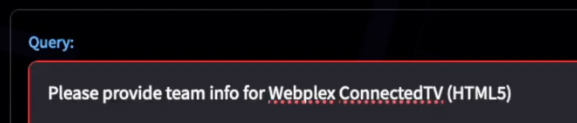 Query:
Please provide team info for Webplex ConnectedTV (HTML5)